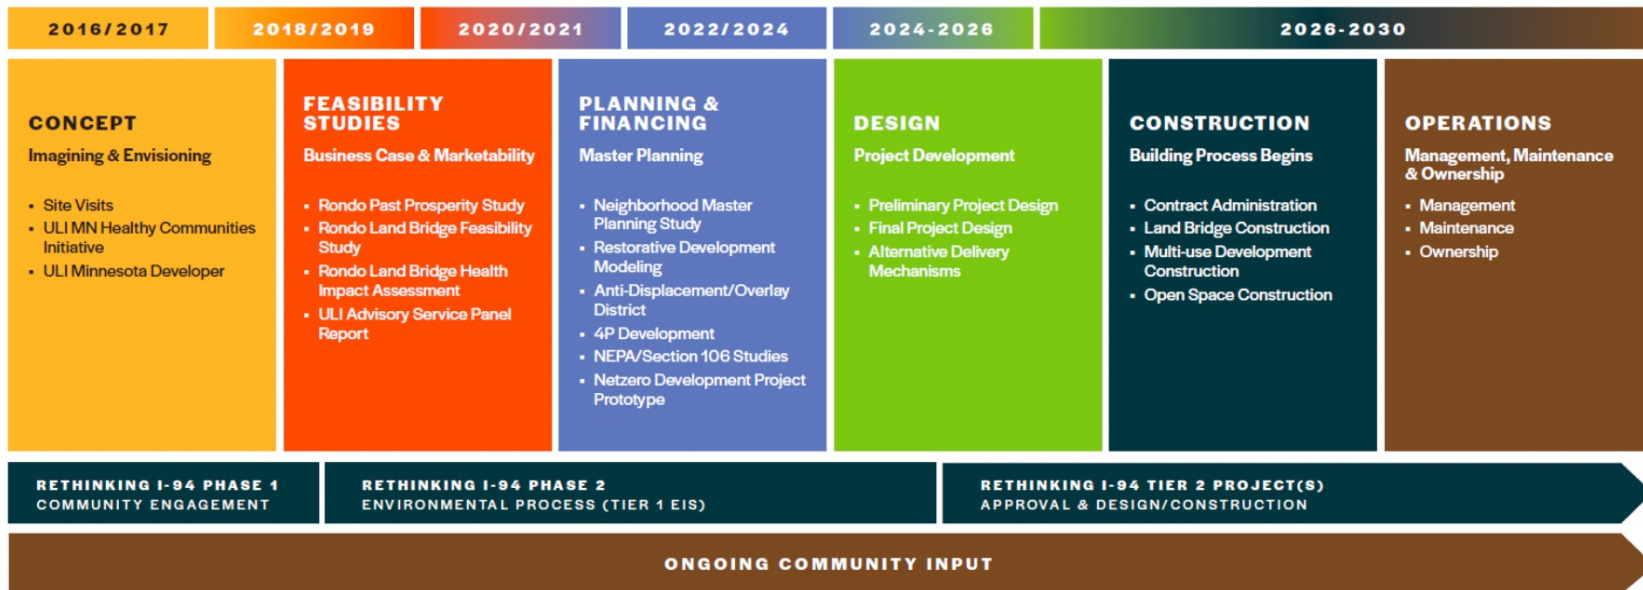 2016/2017
2018/2019
2020/2021
2022/2024
2024-2026
2026-2030
CONCEPT
Imagining & Envisioning
▪ Site Visits
▪ ULI MN Healthy Communities
Initiative
▪ ULI Minnesota Developer
FEASIBILITY
STUDIES
Business Case & Marketability
▪ Rondo Past Prosperity Study
▪ Rondo Land Bridge Feasibility
Study
▪ Rondo Land Bridge Health
Impact Assessment
▪ ULI Advisory Service Panel
Report
PLANNING &
FINANCING
Master Planning
▪ Neighborhood Master
Planning Study
▪ Restorative Development
Modeling
▪ Anti-Displacement/Overlay
District
▪ 4P Development
▪ NEPA/Section 106 Studies
▪ Netzero Development Project
Prototype
DESIGN
Project Development
▪ Preliminary Project Design
▪ Final Project Design
▪ Alternative Delivery
Mechanisms
CONSTRUCTION
Building Process Begins
▪ Contract Administration
▪ Land Bridge Construction
▪ Multi-use Development
Construction
▪ Open Space Construction
OPERATIONS
Management, Maintenance
& Ownership
▪ Management
▪ Maintenance
▪ Ownership
RETHINKING I-94 PHASE 1
COMMUNITY ENGAGEMENT
RETHINKING I-94 PHASE 2
ENVIRONMENTAL PROCESS (TIER 1 EIS)
RETHINKING I-94 TIER 2 PROJECT(S)
APPROVAL & DESIGN/CONSTRUCTION
ONGOING COMMUNITY INPUT